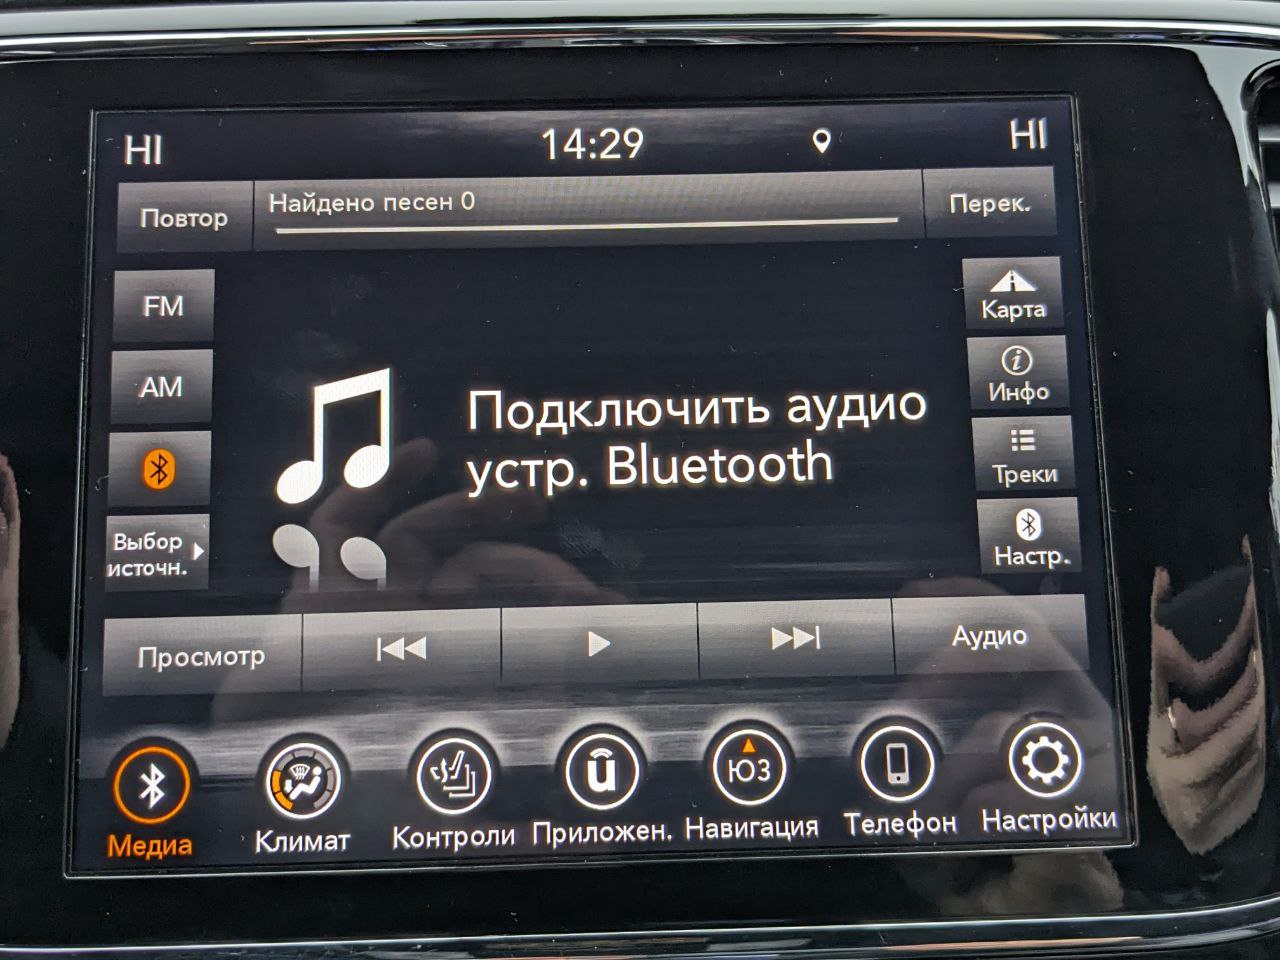 HI
14:29
HI
Повтор
Найдено песен 0
Перек.
FM
AM
Выбор
источн.
Подключить аудио
устр. Bluetooth
Карта
Инфо
Треки
Настр.
Просмотр
Аудио
Медиа
Климат
Контроли
u
Приложен.
ЮЗ
Навигация
Телефон
Настройки